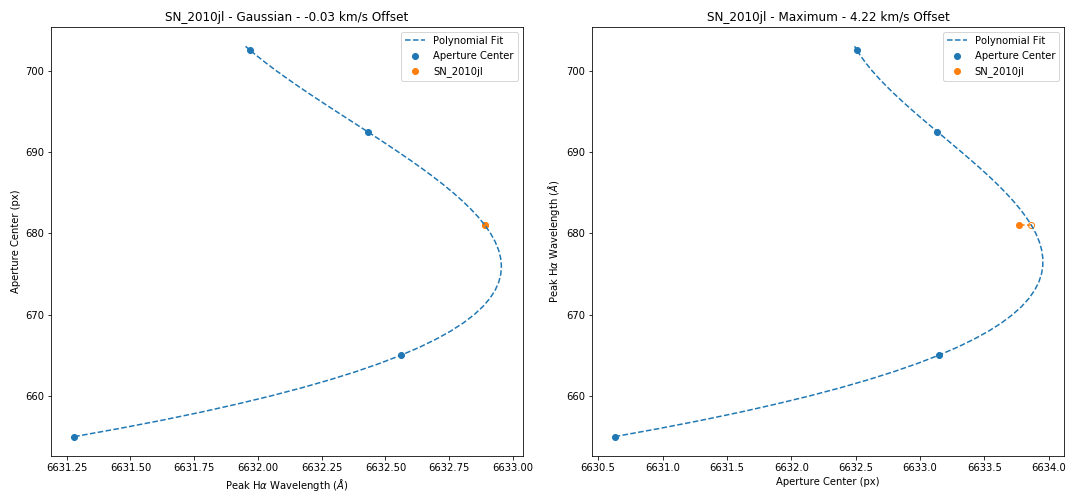 SN_2010jl - Gaussian - -0.03 km/s Offset
Polynomial Fit
Aperture Center
SN_2010jl
700
690
680
670
660
Aperture Center (px)
6631.25
6631.50
6631.75
6632.00
6632.25
6632.50
6632.75
6633.00
Peak Hα Wavelength (Å)
SN_2010jl - Maximum - 4.22 km/s Offset
Polynomial Fit
Aperture Center
SN_2010jl
700
690
680
670
660
Peak Hα Wavelength (Å)
6630.5
6631.0
6631.5
6632.0
6632.5
6633.0
6633.5
6634.0
Aperture Center (px)